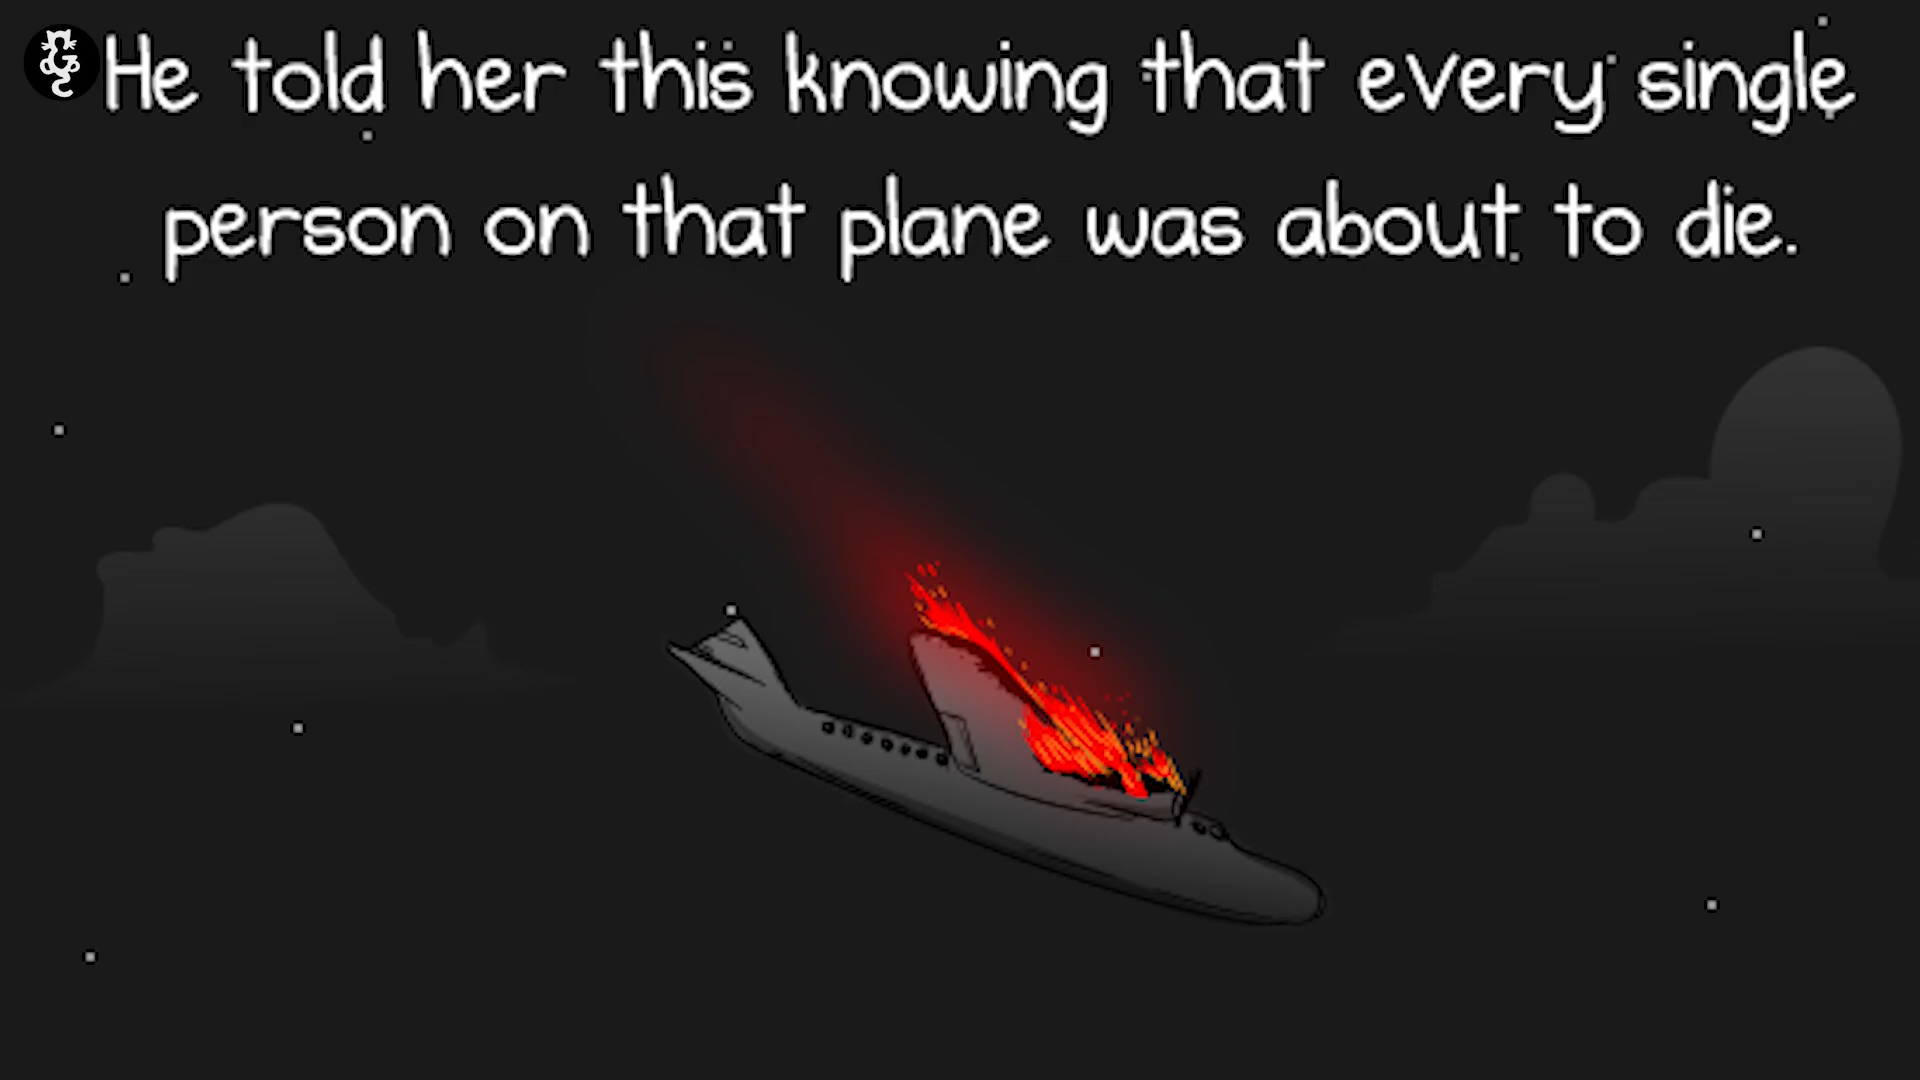 He told her this knowing that every single
person on that plane was about to die.